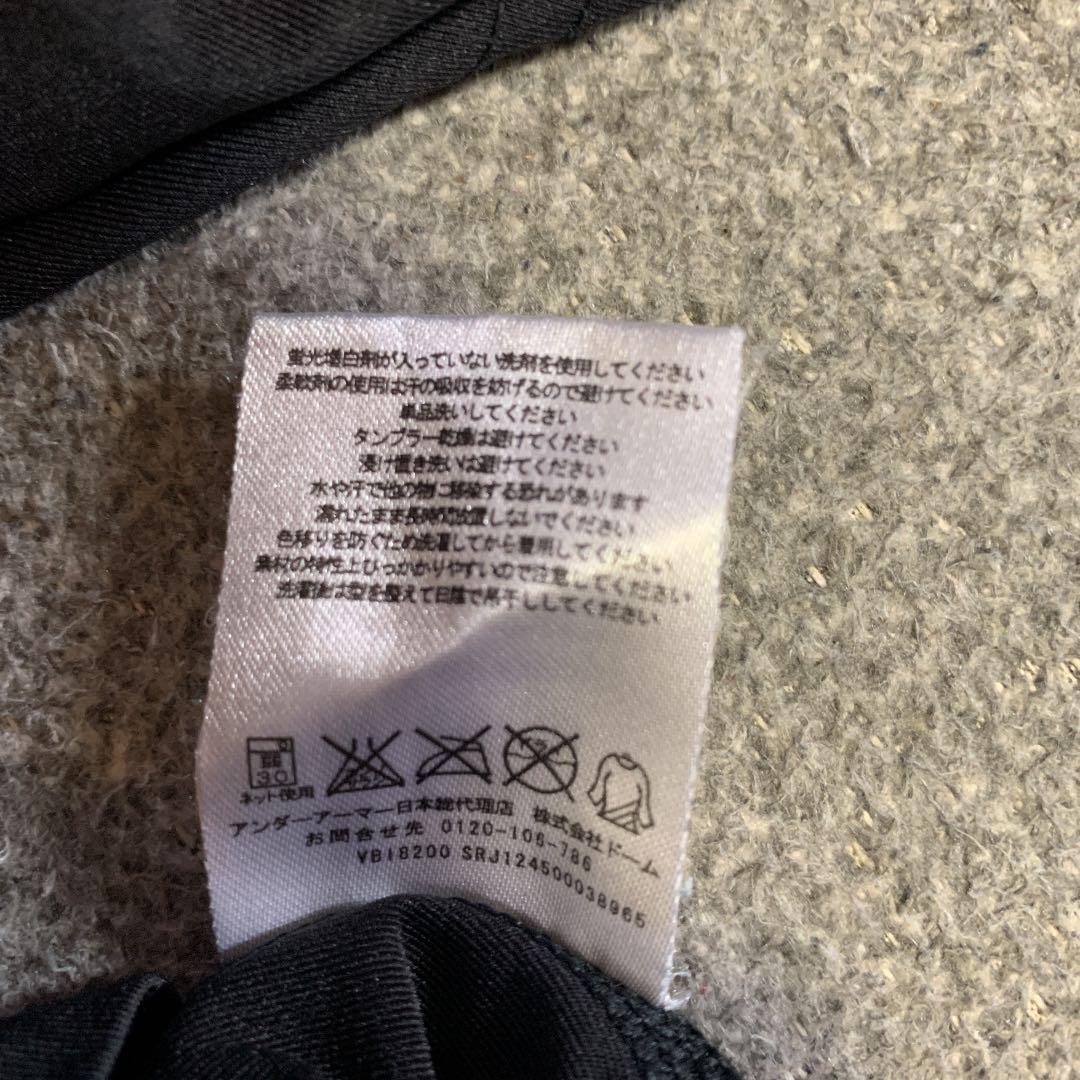 蛍光増白剤が入っていない洗剤を使用してください
柔軟剤の使用は汗の吸収を妨げるので避けてください
単品洗いしてください
タンブラー乾燥は避けてください
浸け置き洗いは避けてください
水や汗で他の物に移染する恐れがあります
濡れたまま長時間放置しないでください
色移りを防ぐため洗濯してから着用してください
素材の特性上ひっかかりやすいので注意してください
洗濯後は型を整えて日陰で吊干ししてください
弱
30
ネット使用
アンダーアーマー日本総代理店 株式会社ドーム
お問合せ先 0120-106-786
VB18200 SRJ124500038965